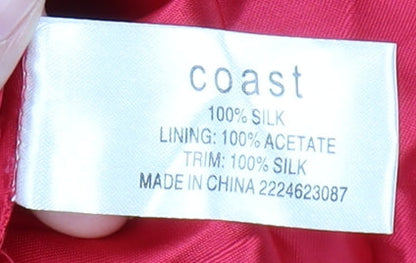 coast
100% SILK
LINING: 100% ACETATE
TRIM: 100% SILK
MADE IN CHINA 2224623087